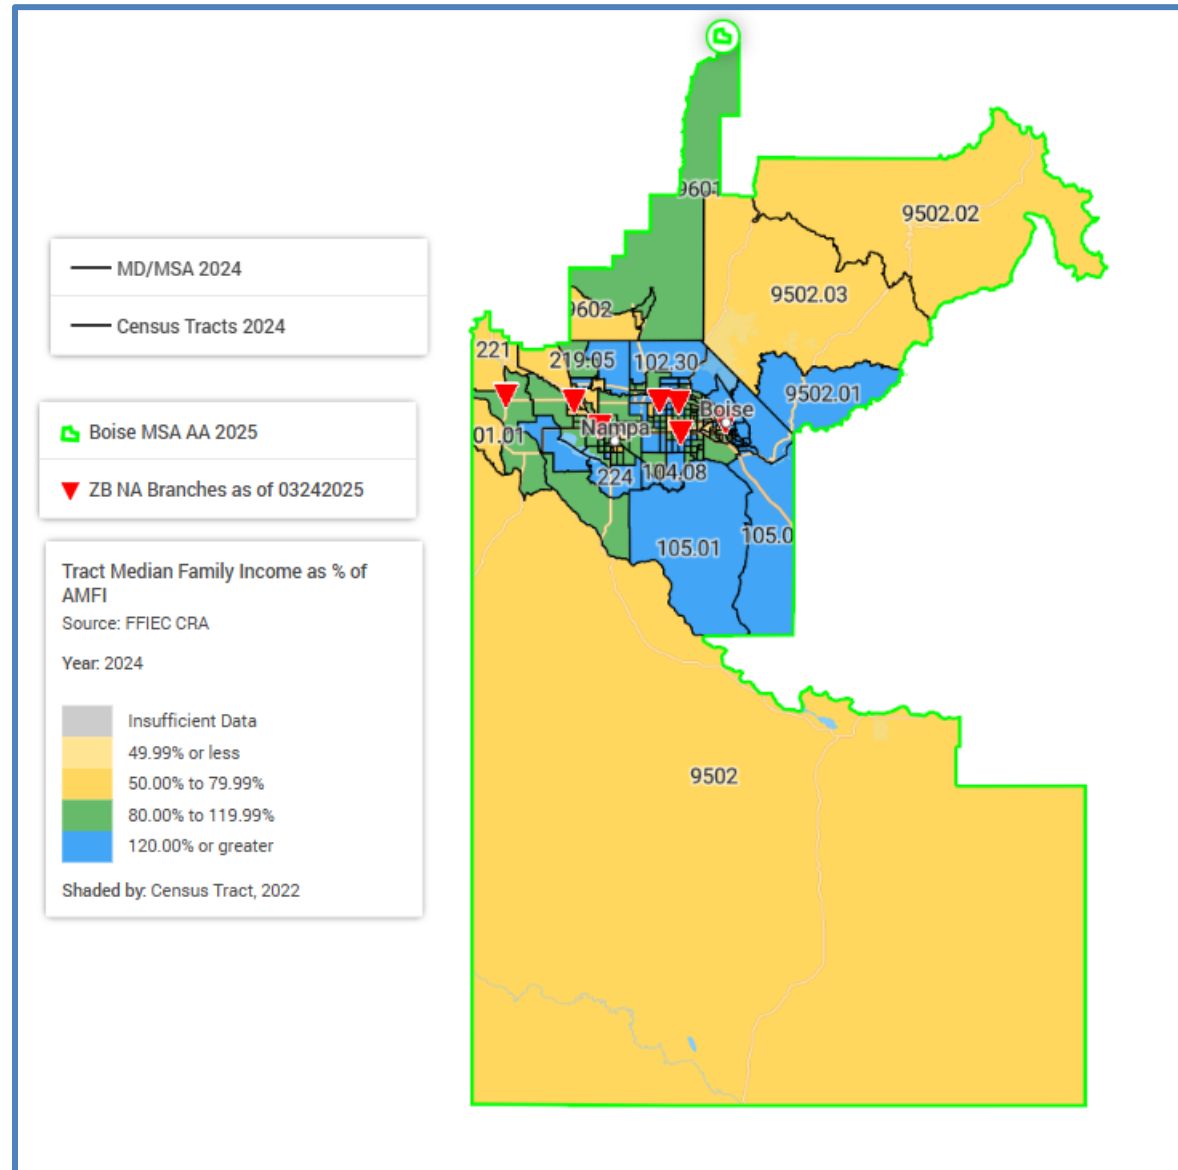 MD/MSA 2024
Census Tracts 2024
Boise MSA AA 2025
ZB NA Branches as of 03242025
Tract Median Family Income as % of
AMFI
Source: FFIEC CRA
Year: 2024
Insufficient Data
49.99% or less
50.00% to 79.99%
80.00% to 119.99%
120.00% or greater
Shaded by: Census Tract, 2022
9601
9502.02
9502.03
9602
221
219.05
102.30
9502.01
Boise
01.01
Nampa
224
104.08
105.01
105.0
9502